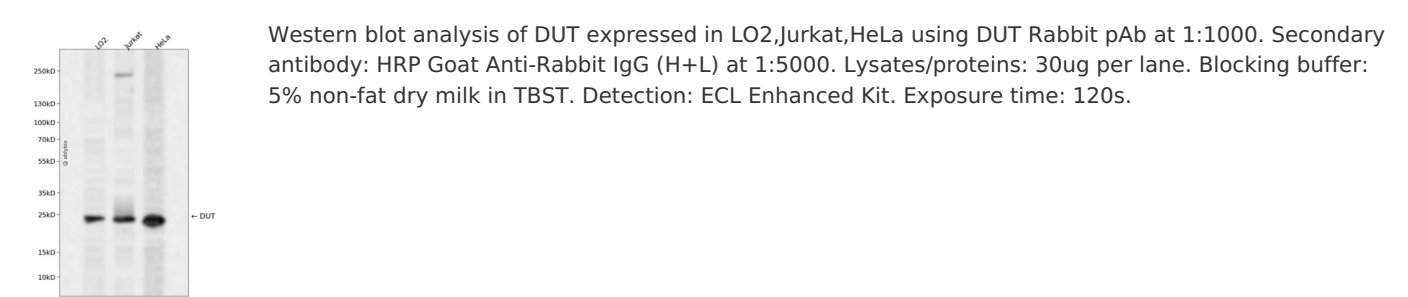 LO2
Jurkat
HeLa
250kD
130kD
100kD
70kD
55kD
35kD
25kD
15kD
10kD
@ ablybio
← DUT
Western blot analysis of DUT expressed in LO2,Jurkat,HeLa using DUT Rabbit pAb at 1:1000. Secondary
antibody: HRP Goat Anti-Rabbit IgG (H+L) at 1:5000. Lysates/proteins: 30ug per lane. Blocking buffer:
5% non-fat dry milk in TBST. Detection: ECL Enhanced Kit. Exposure time: 120s.